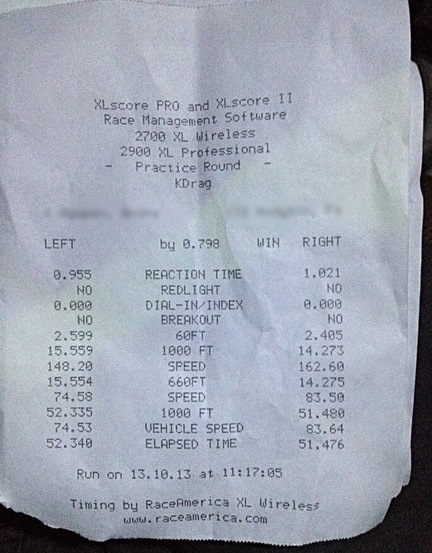 XLscore PRO and XLscore II
Race Management Software
2700 XL Wireless
2900 XL Professional
- Practice Round -
KDrag
LEFT by 0.798 WIN RIGHT
0.955 REACTION TIME 1.021
NO REDLIGHT NO
0.000 DIAL-IN/INDEX 0.000
NO BREAKOUT NO
2.599 60FT 2.405
15.559 1000 FT 14.273
148.20 SPEED 162.60
15.554 660FT 14.275
74.58 SPEED 83.50
52.335 1000 FT 51.480
74.53 VEHICLE SPEED 83.64
52.340 ELAPSED TIME 51.476
Run on 13.10.13 at 11:17:05
Timing by RaceAmerica XL Wireless
www.raceamerica.com